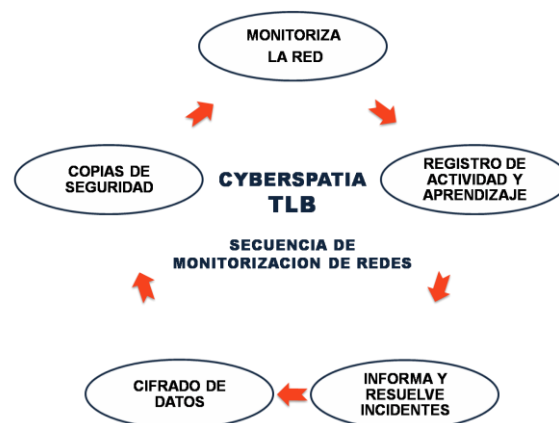 MONITORIZA
LA RED
REGISTRO DE
ACTIVIDAD Y
APRENDIZAJE
INFORMA Y
RESUELVE
INCIDENTES
CIFRADO DE
DATOS
COPIAS DE
SEGURIDAD
CYBERSPATIA
TLB
SECUENCIA DE
MONITORIZACION DE REDES